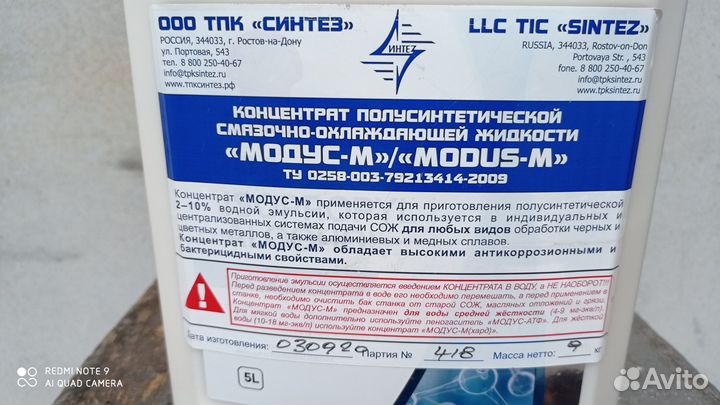 ООО ТПК «СИНТЕЗ»
РОССИЯ, 344033, г. Ростов-на-Дону
ул. Портовая, 543
тел. 8 800 250-40-67
info@tpksintez.ru
www.тпксинтез.рф
ИНТЕZ
LLC TIC «SINTEZ»
RUSSIA, 344033, Rostov-on-Don
Portovaya Str., 543
fone. 8 800 250-40-67
info@tpksintez.ru
www.tpksintez.ru
КОНЦЕНТРАТ ПОЛУСИНТЕТИЧЕСКОЙ
СМАЗОЧНО-ОХЛАЖДАЮЩЕЙ ЖИДКОСТИ
«МОДУС-М»/«MODUS-M»
ТУ 0258-003-79213414-2009
Концентрат «МОДУС-М» применяется для приготовления полусинтетической
2–10% водной эмульсии, которая используется в индивидуальных и
централизованных системах подачи СОЖ для любых видов обработки черных и
цветных металлов, а также алюминиевых и медных сплавов.
Концентрат «МОДУС-М» обладает высокими антикоррозионными и
бактерицидными свойствами.
Приготовление эмульсии осуществляется введением КОНЦЕНТРАТА В ВОДУ, а НЕ НАОБОРОТ!!!
Перед разведением концентрата в воде его необходимо перемешать, а перед применением в
станке, необходимо очистить бак станка от старой СОЖ, масляных отложений и грязи.
Концентрат «МОДУС-М» предназначен для воды средней жёсткости (4-9 мг-экв/л).
Для мягкой воды дополнительно используйте пеногаситель «МОДУС-АТФ». Для жёсткой
воды (10-18 мг-экв/л) используйте концентрат «МОДУС-М(хард)».
дата изготовления: 030929 Партия № 418 Масса нетто: 9 кг
5L
REDMI NOTE 9
AI QUAD CAMERA
Avito